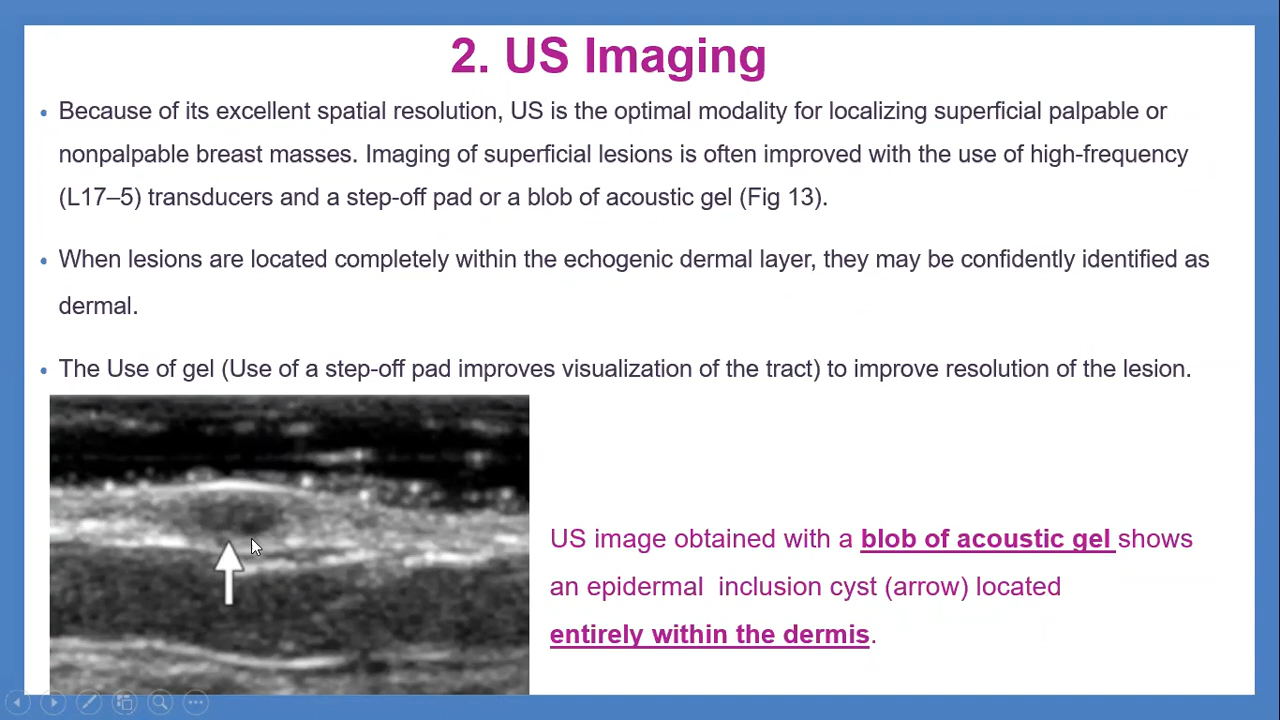 2. US Imaging
• Because of its excellent spatial resolution, US is the optimal modality for localizing superficial palpable or
nonpalpable breast masses. Imaging of superficial lesions is often improved with the use of high-frequency
(L17–5) transducers and a step-off pad or a blob of acoustic gel (Fig 13).
• When lesions are located completely within the echogenic dermal layer, they may be confidently identified as
dermal.
• The Use of gel (Use of a step-off pad improves visualization of the tract) to improve resolution of the lesion.
US image obtained with a blob of acoustic gel shows
an epidermal inclusion cyst (arrow) located
entirely within the dermis.